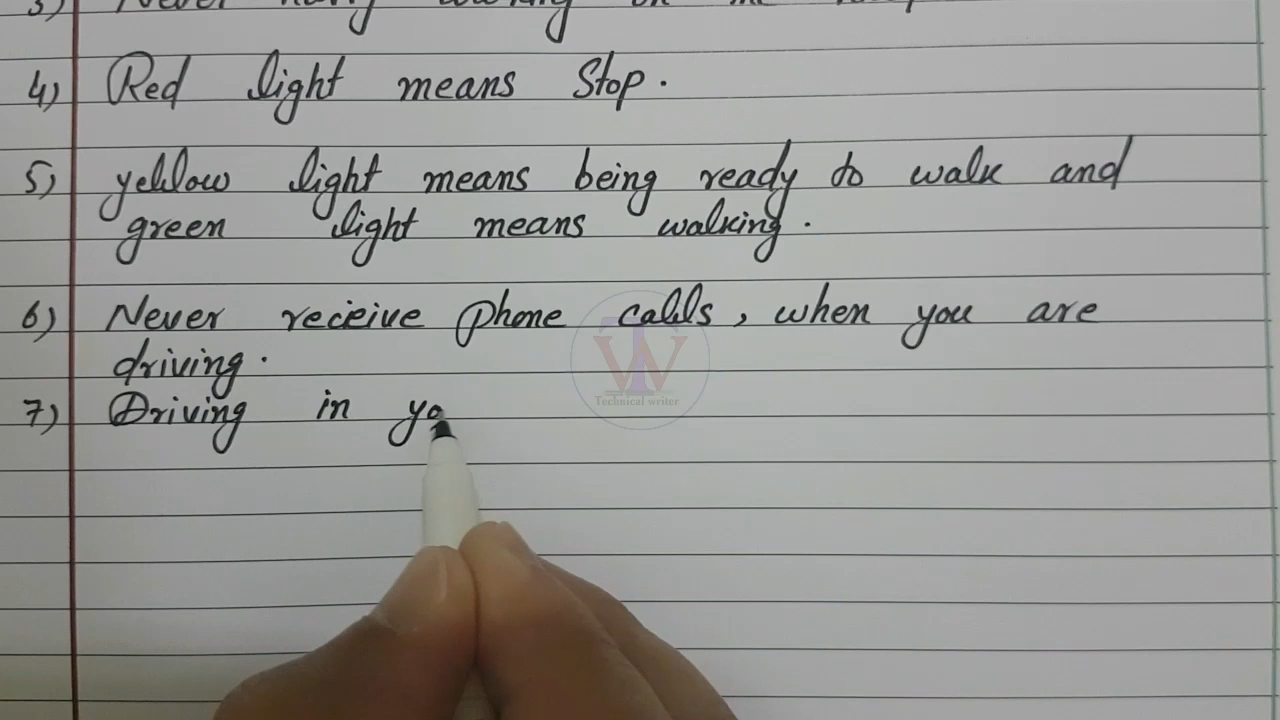 4) Red light means Stop.
5) yellow light means being ready to walk and
green light means walking.
6) Never receive Phone calls, when you are
driving.
7) Driving in yo
TW
Technical writer